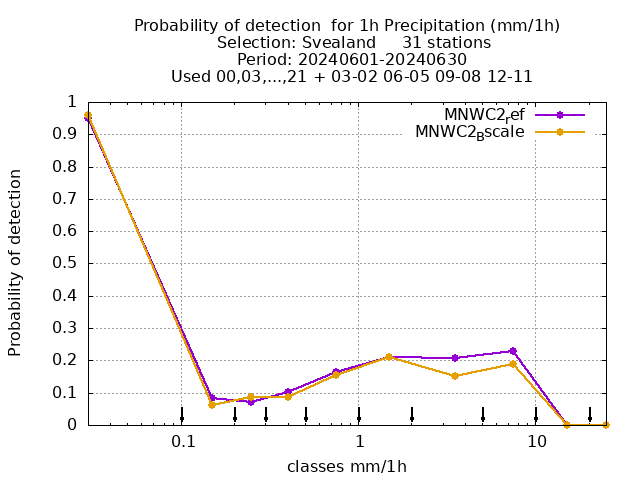 Probability of detection  for 1h Precipitation (mm/1h)
Selection: Svealand     31 stations
Period: 20240601-20240630
Used 00,03,...,21 + 03-02 06-05 09-08 12-11
MNWC2ref
MNWC2Bscale
1
0.9
0.8
0.7
0.6
0.5
0.4
0.3
0.2
0.1
0
Probability of detection
0.1
1
10
classes mm/1h